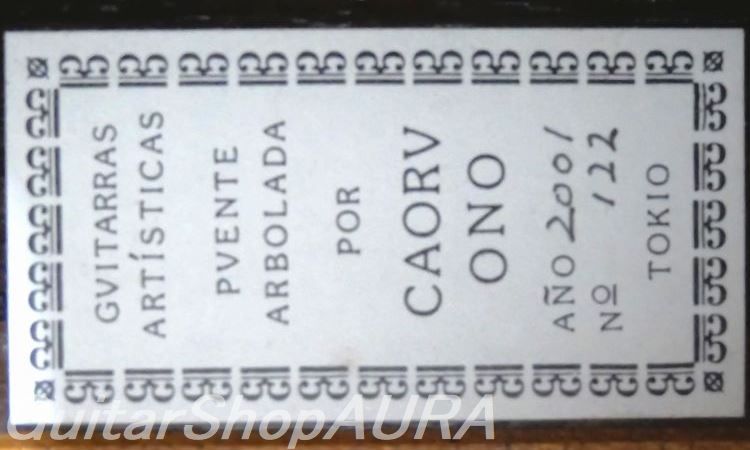 GVITARRAS
ARTÍSTICAS
PVENTE
ARBOLADA
POR
CAORV
ONO
AÑO 2001
Nº 122
TOKIO
GuitarShopAURA